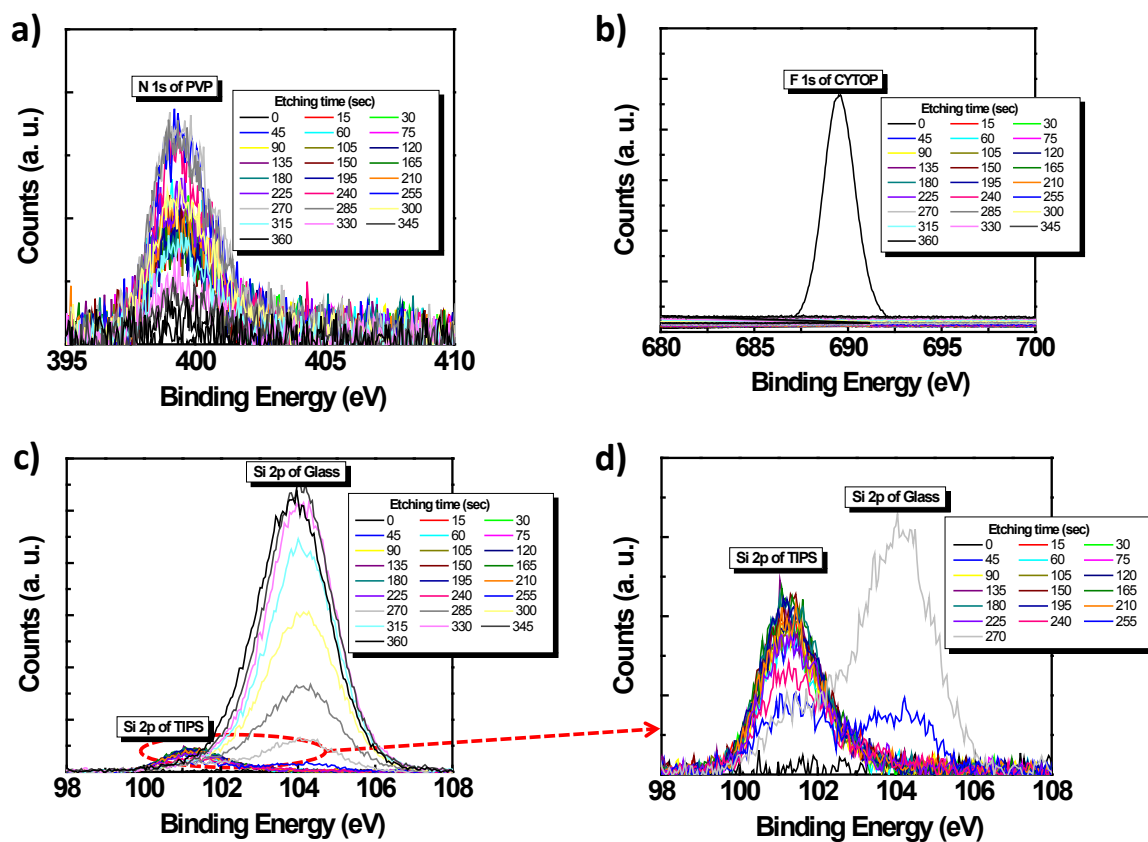 a)
N 1s of PVP
Etching time (sec)
0 15 30
45 60 75
90 105 120
135 150 165
180 195 210
225 240 255
270 285 300
315 330 345
360
Counts (a. u.)
395 400 405 410
Binding Energy (eV)
b)
F 1s of CYTOP
Etching time (sec)
0 15 30
45 60 75
90 105 120
135 150 165
180 195 210
225 240 255
270 285 300
315 330 345
360
Counts (a. u.)
680 685 690 695 700
Binding Energy (eV)
c)
Si 2p of Glass
Etching time (sec)
0 15 30
45 60 75
90 105 120
135 150 165
180 195 210
225 240 255
270 285 300
315 330 345
360
Si 2p of TIPS
Counts (a. u.)
98 100 102 104 106 108
Binding Energy (eV)
d)
Si 2p of Glass
Etching time (sec)
0 15 30
45 60 75
90 105 120
135 150 165
180 195 210
225 240 255
270
Si 2p of TIPS
Counts (a. u.)
98 100 102 104 106 108
Binding Energy (eV)